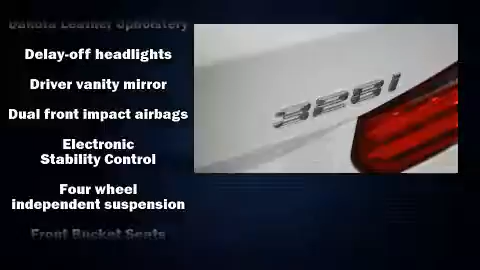 Dakota Leather Upholstery
Delay-off headlights
Driver vanity mirror
Dual front impact airbags
Electronic
Stability Control
Four wheel
independent suspension
Front Bucket Seats
328i